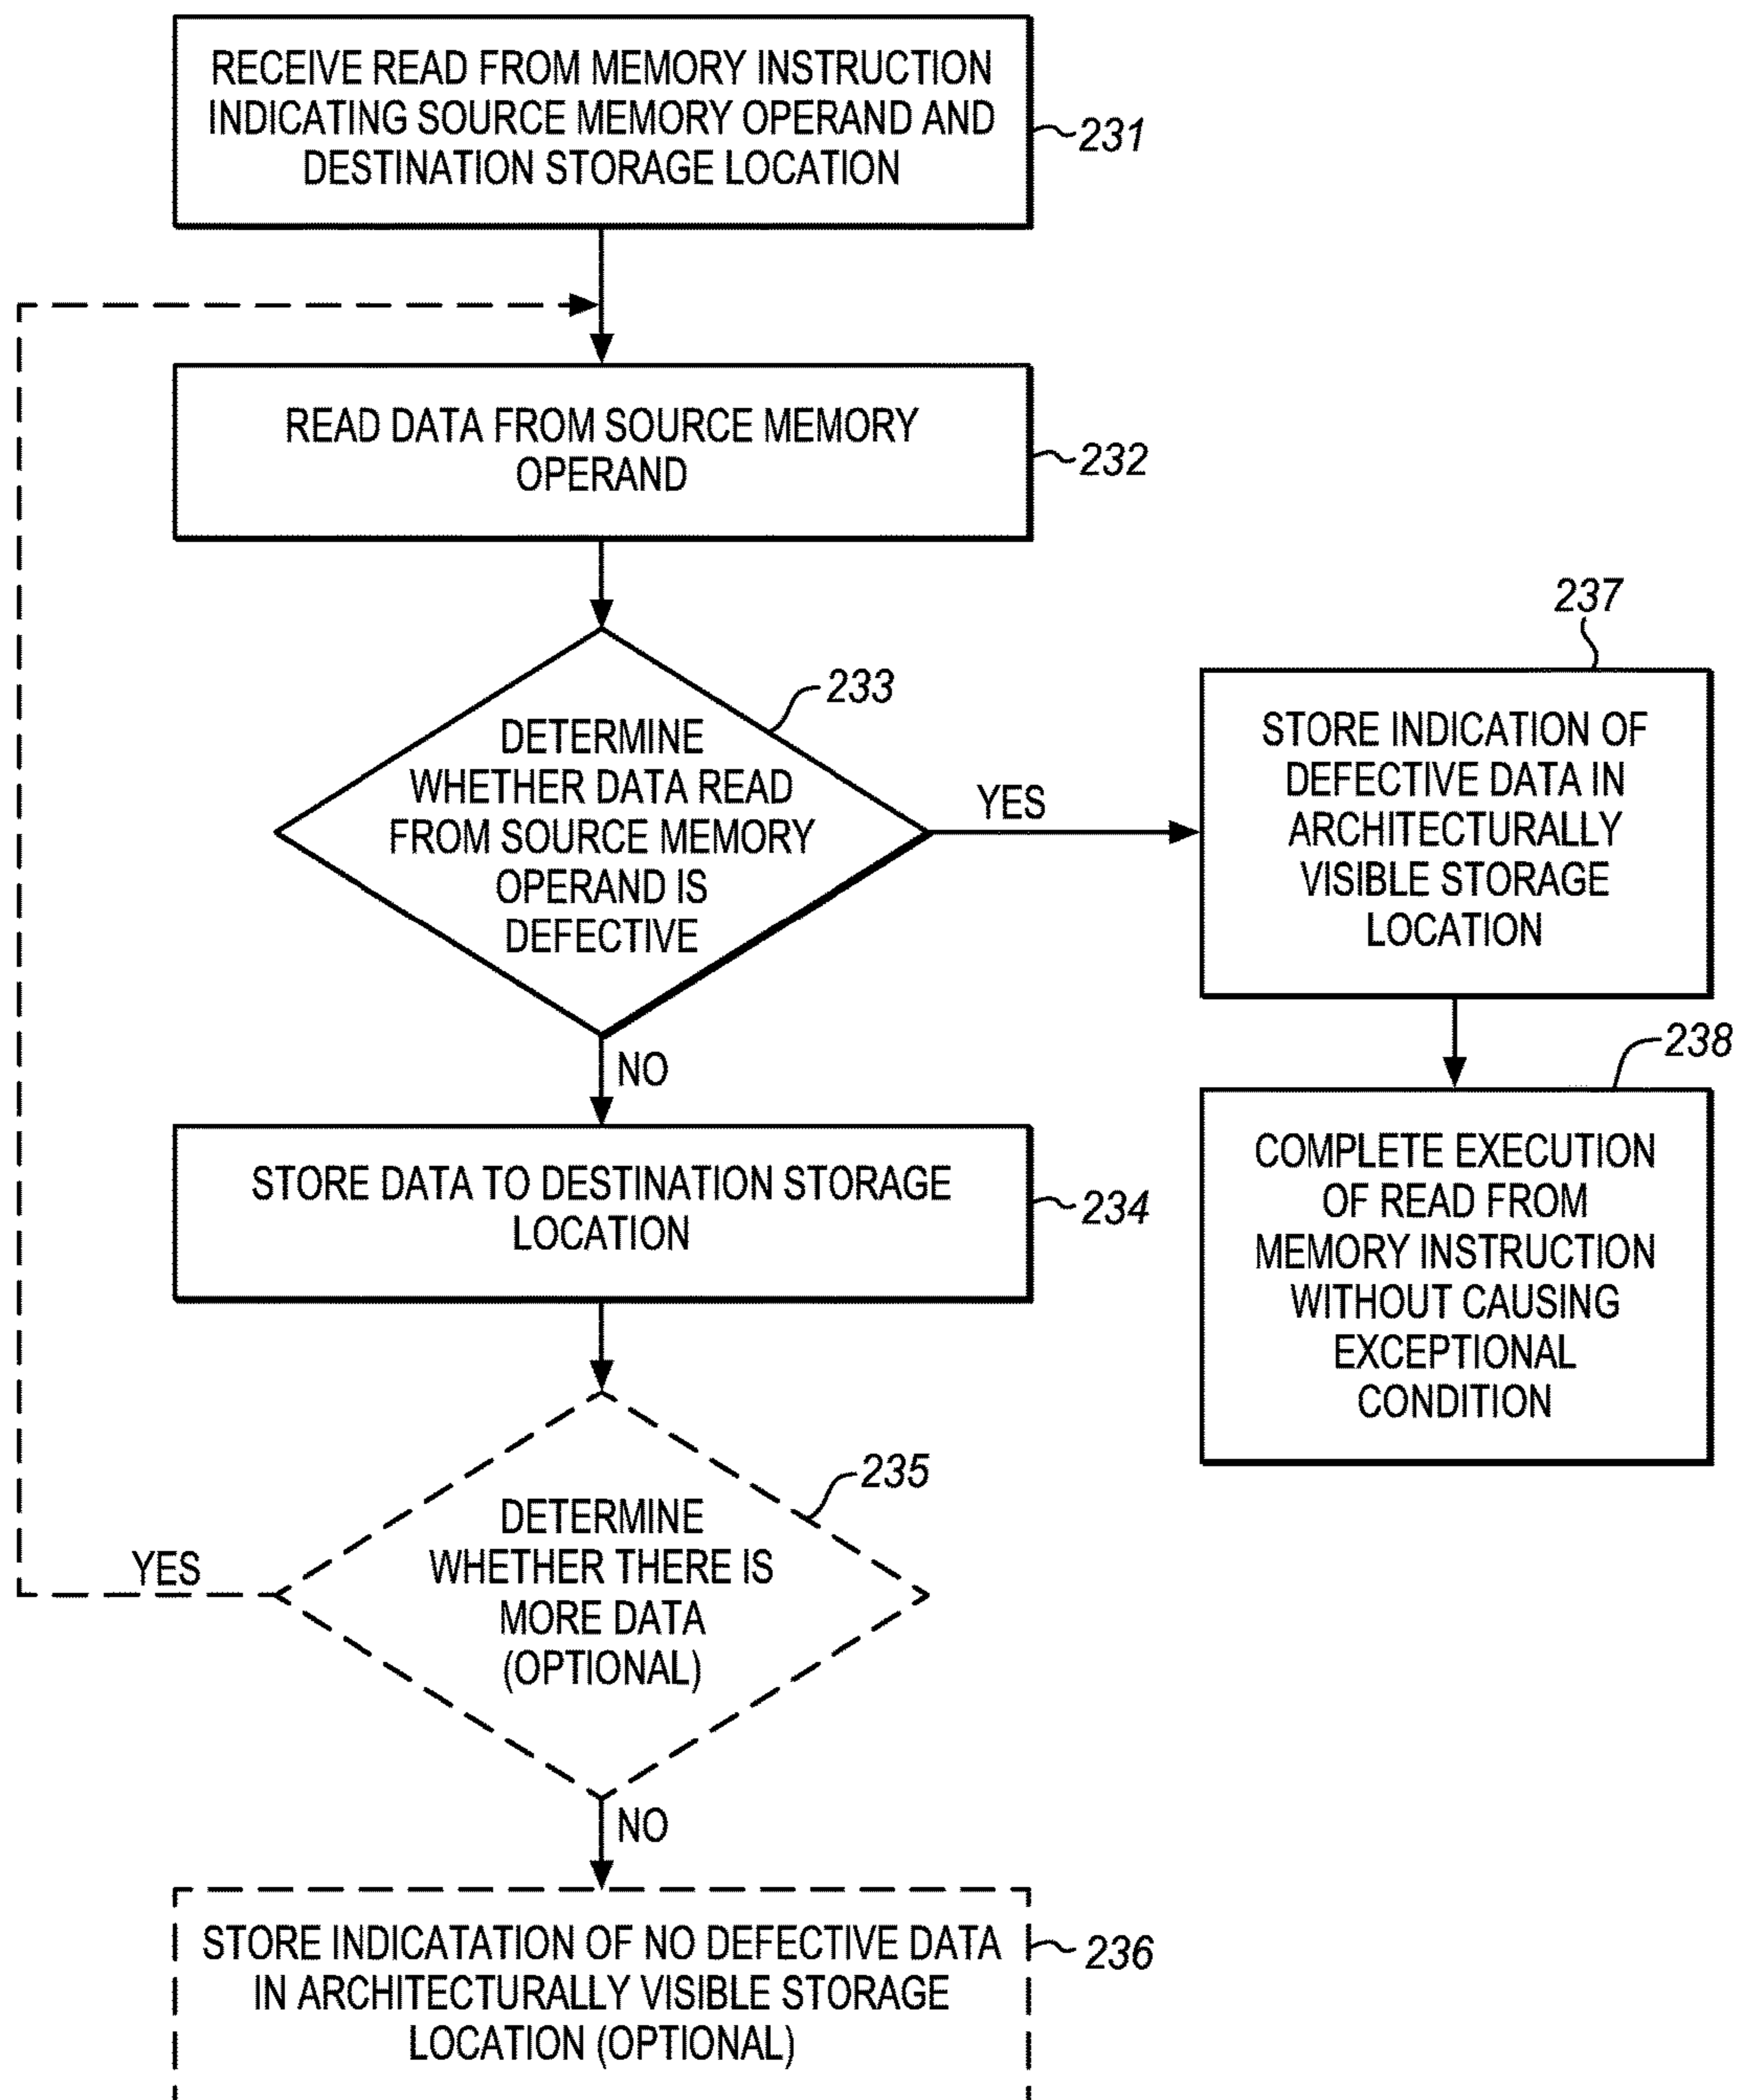 RECEIVE READ FROM MEMORY INSTRUCTION
INDICATING SOURCE MEMORY OPERAND AND
DESTINATION STORAGE LOCATION
231
READ DATA FROM SOURCE MEMORY
OPERAND
232
233
DETERMINE
WHETHER DATA READ
FROM SOURCE MEMORY
OPERAND IS
DEFECTIVE
YES
NO
237
STORE INDICATION OF
DEFECTIVE DATA IN
ARCHITECTURALLY
VISIBLE STORAGE
LOCATION
238
COMPLETE EXECUTION
OF READ FROM
MEMORY INSTRUCTION
WITHOUT CAUSING
EXCEPTIONAL
CONDITION
STORE DATA TO DESTINATION STORAGE
LOCATION
234
235
DETERMINE
WHETHER THERE IS
MORE DATA
(OPTIONAL)
YES
NO
STORE INDICATATION OF NO DEFECTIVE DATA
IN ARCHITECTURALLY VISIBLE STORAGE
LOCATION (OPTIONAL)
236